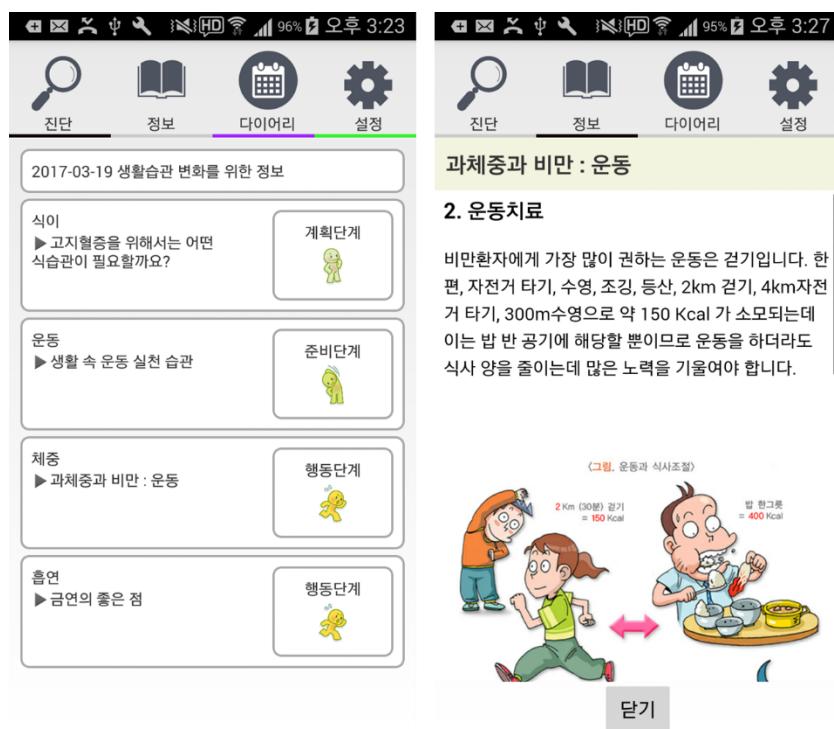 96% 오후 3:23
진단 정보 다이어리 설정
2017-03-19 생활습관 변화를 위한 정보
식이
▶ 고지혈증을 위해서는 어떤
식습관이 필요할까요?
계획단계
운동
▶ 생활 속 운동 실천 습관
준비단계
체중
▶ 과체중과 비만 : 운동
행동단계
흡연
▶ 금연의 좋은 점
행동단계
HD 95% 오후 3:27
진단 정보 다이어리 설정
과체중과 비만 : 운동
2. 운동치료
비만환자에게 가장 많이 권하는 운동은 걷기입니다. 한
편, 자전거 타기, 수영, 조깅, 등산, 2km 걷기, 4km자전
거 타기, 300m수영으로 약 150 Kcal 가 소모되는데
이는 밥 반 공기에 해당할 뿐이므로 운동을 하더라도
식사 양을 줄이는데 많은 노력을 기울여야 합니다.
<그림. 운동과 식사조절>
2 Km (30분) 걷기
= 150 Kcal
밥 한그릇
= 400 Kcal
닫기